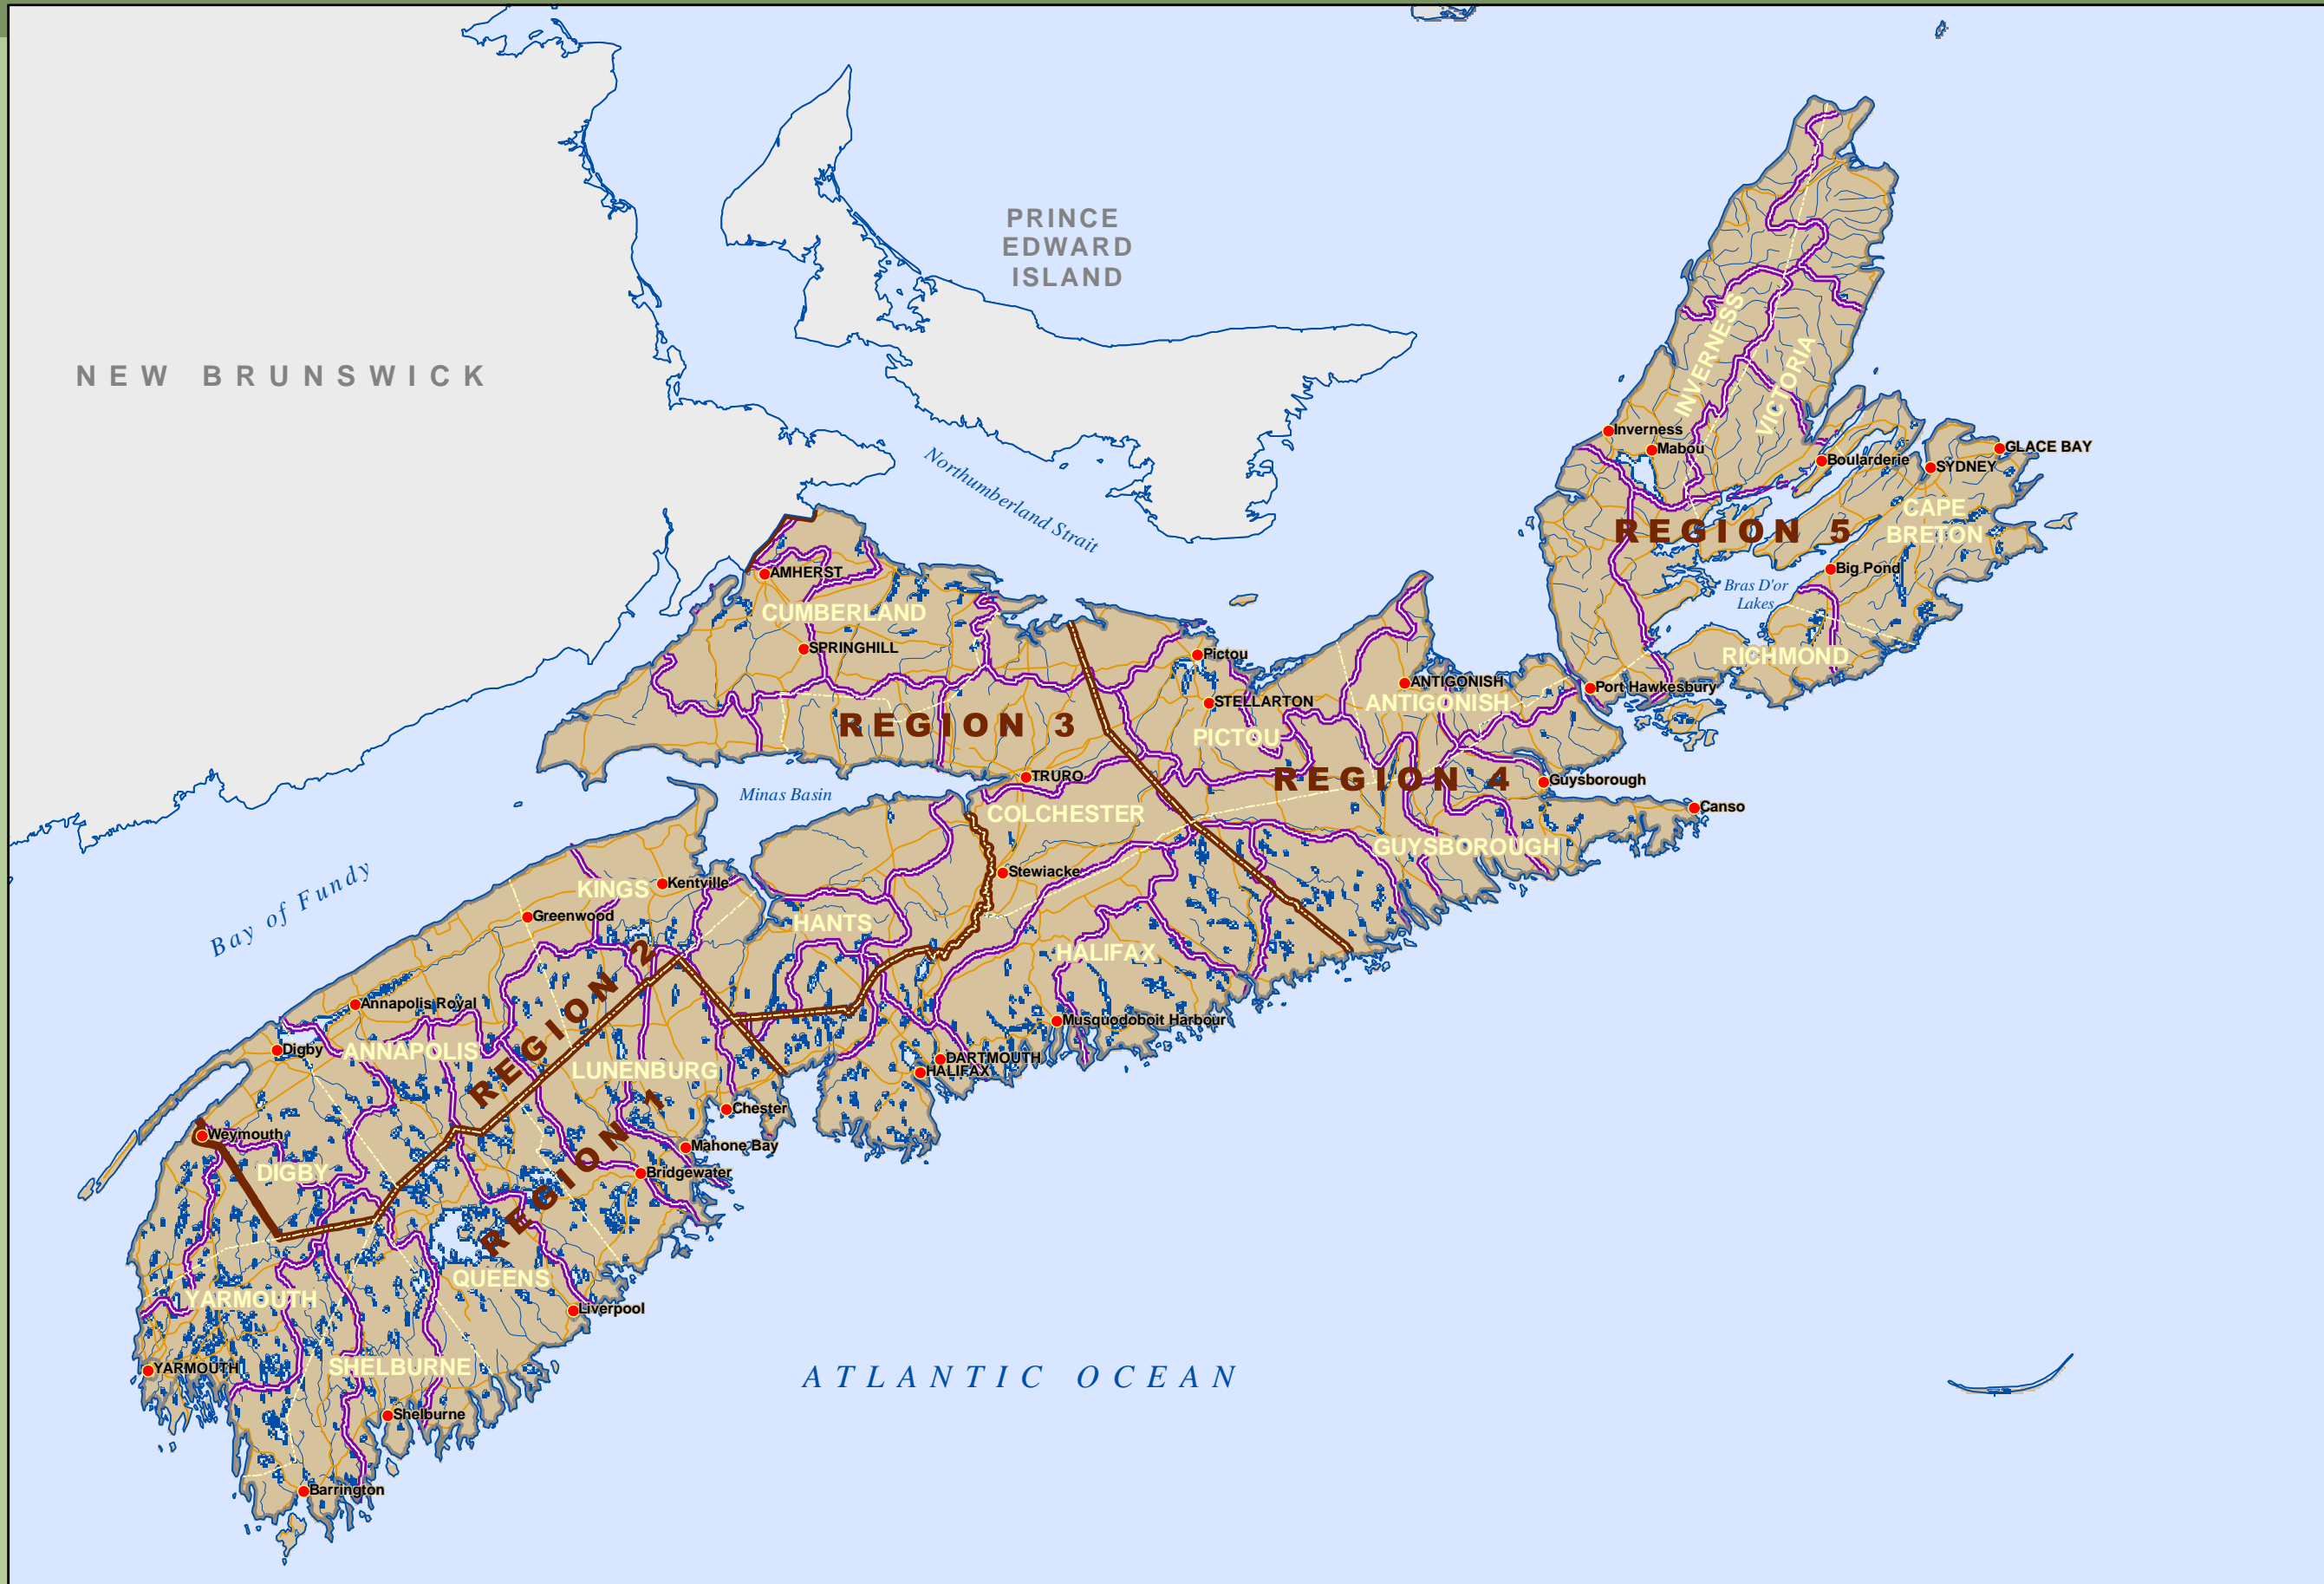 PRINCE
EDWARD
ISLAND
NEW BRUNSWICK
INVERNESS
VICTORIA
Inverness
Mabou
GLACE BAY
Boularderie
SYDNEY
Northumberland Strait
CAPE
BRETON
REGION 5
AMHERST
Big Pond
Bras D'or
Lakes
CUMBERLAND
SPRINGHILL
Pictou
RICHMOND
ANTIGONISH
Port Hawkesbury
STELLARTON
ANTIGONISH
REGION 3
PICTOU
TRURO
REGION 4
Guysborough
Minas Basin
Canso
COLCHESTER
GUYSBOROUGH
Stewiacke
KINGS
Kentville
Bay of Fundy
Greenwood
HANTS
HALIFAX
REGION 2
Annapolis Royal
Musquodoboit Harbour
Digby
ANNAPOLIS
DARTMOUTH
HALIFAX
LUNENBURG
Chester
Weymouth
Mahone Bay
REGION 1
DIGBY
Bridgewater
QUEENS
YARMOUTH
Liverpool
YARMOUTH
SHELBURNE
ATLANTIC OCEAN
Shelburne
Barrington